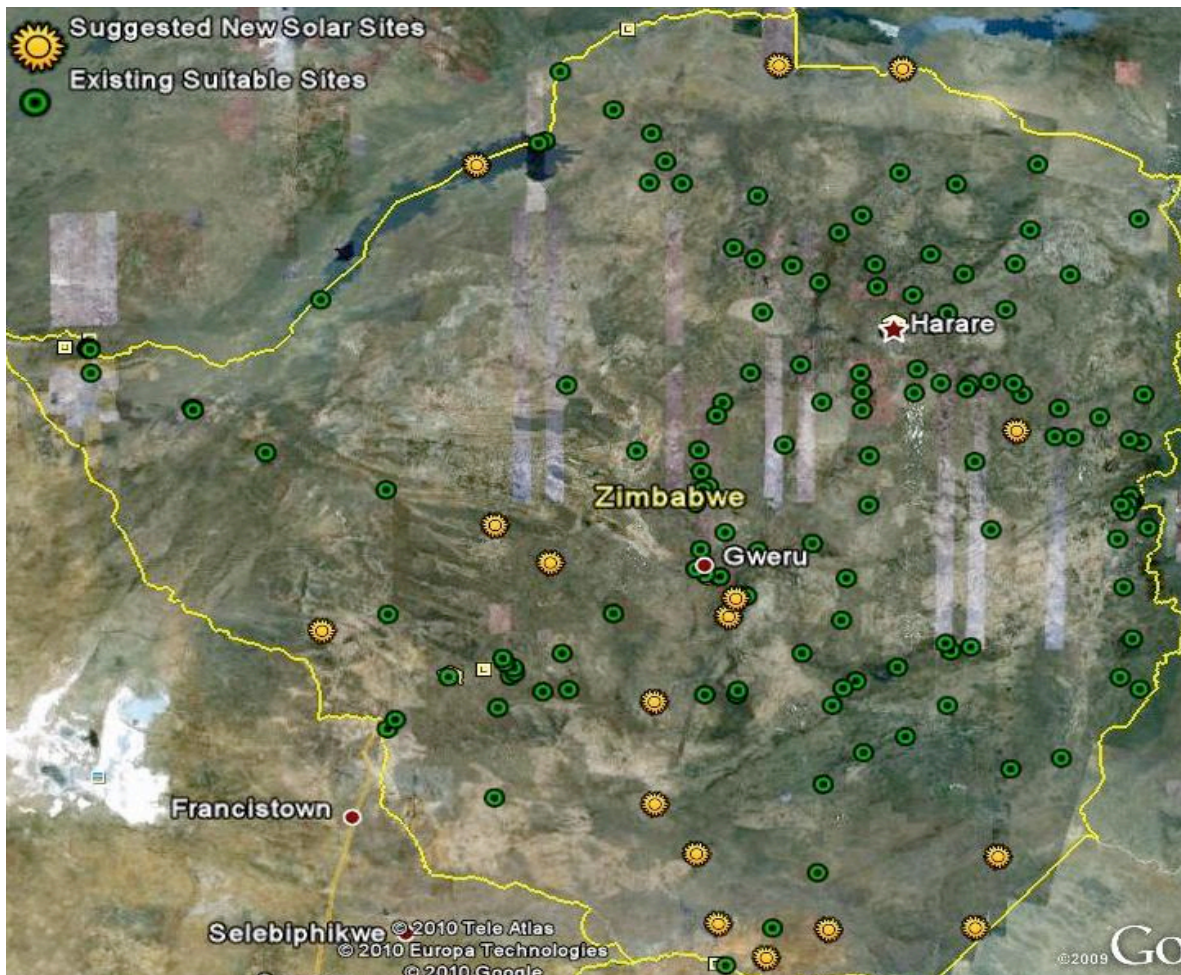 Suggested New Solar Sites
Existing Suitable Sites
Harare
Zimbabwe
Gweru
Francistown
Selebiphikwe
© 2010 Tele Atlas
© 2010 Europa Technologies
© 2010 Google
©2009
Go